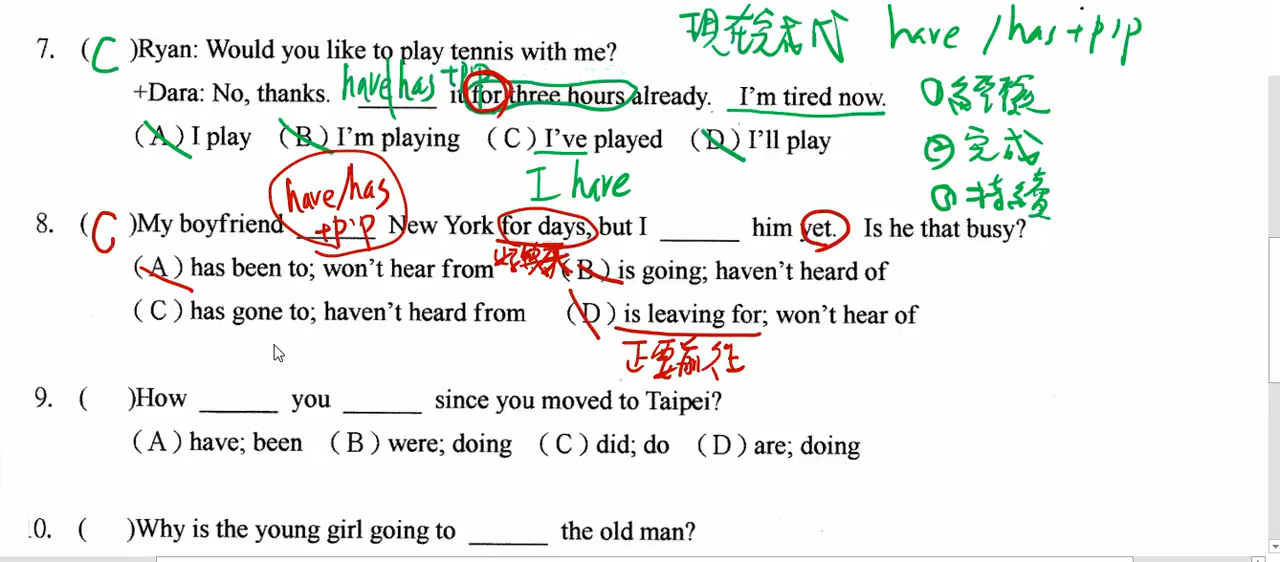 現在完成式 have /has + p.p
7. ( C )Ryan: Would you like to play tennis with me?
have/has +p.p
+Dara: No, thanks. ______ it for three hours already. I'm tired now.
①經驗
(A) I play (B) I'm playing (C) I've played (D) I'll play
②完成
I have
①持續
have/has
+p.p
8. ( C )My boyfriend ______ New York for days, but I ______ him yet. Is he that busy?
(A) has been to; won't hear from (B) is going; haven't heard of
(C) has gone to; haven't heard from (D) is leaving for; won't hear of
正要前往
9. ( )How ______ you ______ since you moved to Taipei?
(A) have; been (B) were; doing (C) did; do (D) are; doing
0. ( )Why is the young girl going to ______ the old man?